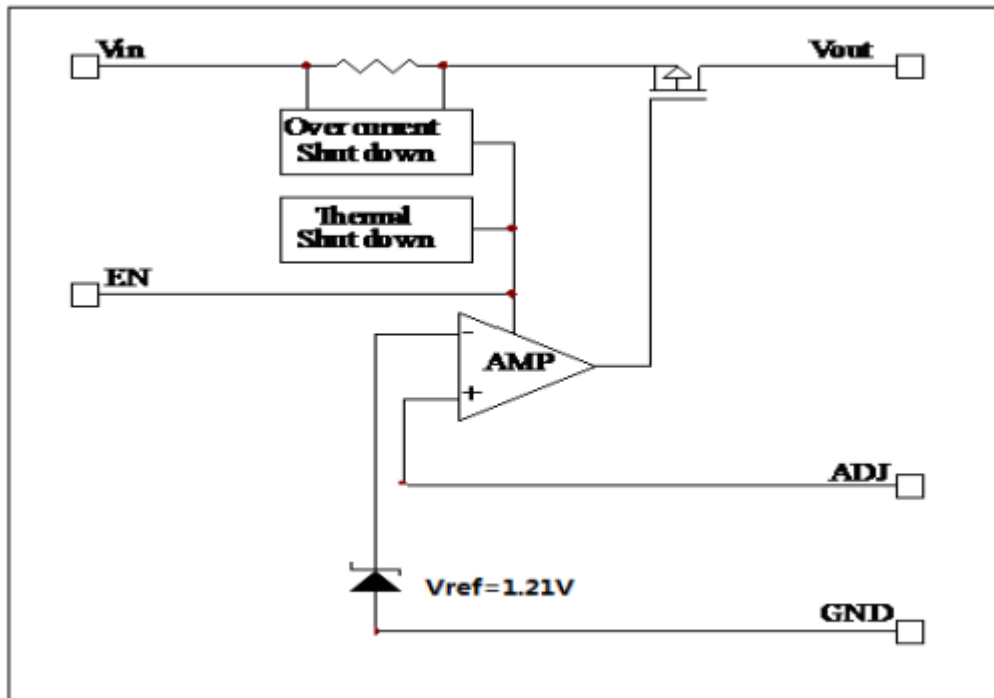 Vin
Vout
Over current
Shut down
Thermal
Shut down
EN
-
AMP
+
ADJ
Vref=1.21V
GND